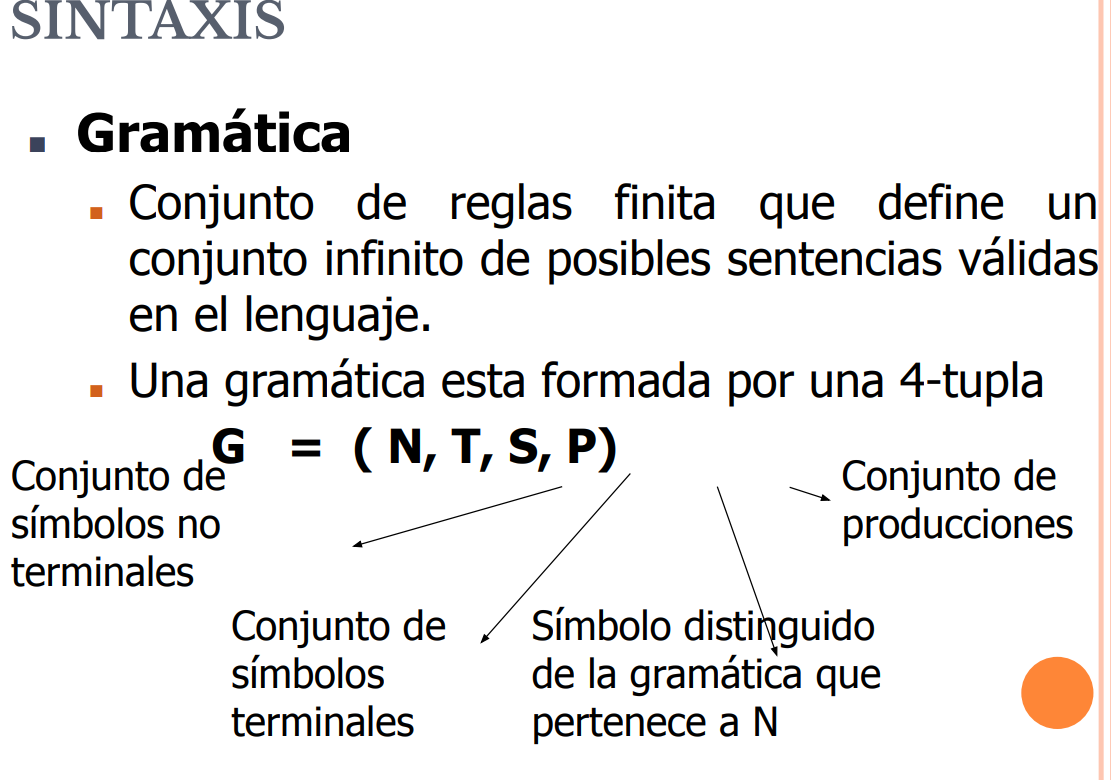 SINTAXIS
Gramática
Conjunto de reglas finita que define un
conjunto infinito de posibles sentencias válidas
en el lenguaje.
Una gramática esta formada por una 4-tupla
G = ( N, T, S, P)
Conjunto de
símbolos no
terminales
Conjunto de
símbolos
terminales
Símbolo distinguido
de la gramática que
pertenece a N
Conjunto de
producciones